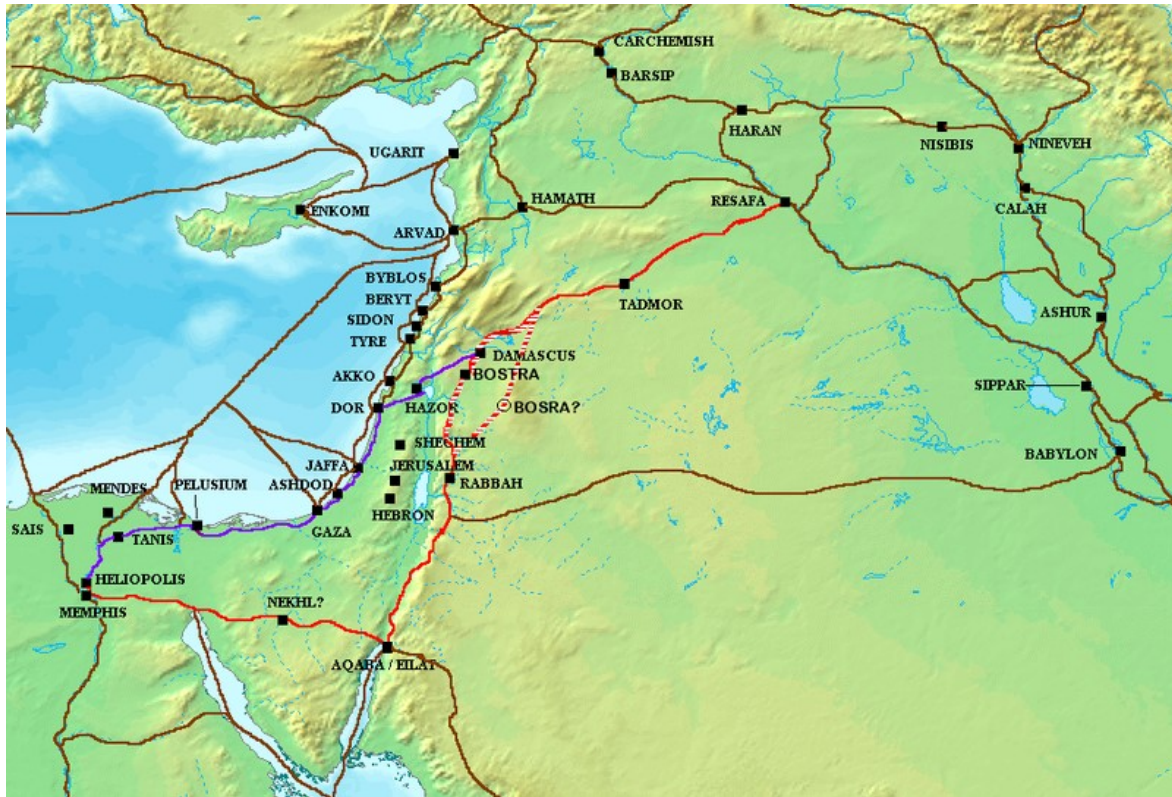 CARCHEMISH
BARSIP
HARAN
NISIBIS
NINEVEH
UGARIT
HAMATH
RESAFA
CALAH
ENKOMI
ARVAD
BYBLOS
BERYT
TADMOR
SIDON
ASHUR
TYRE
DAMASCUS
BOSTRA
AKKO
SIPPAR
DOR
HAZOR
BOSRA?
SHECHEM
BABYLON
JAFFA
JERUSALEM
MENDES
PELUSIUM
ASHDOD
RABBAH
HEBRON
SAIS
TANIS
GAZA
HELIOPOLIS
MEMPHIS
NEKHL?
AQABA / EILAT